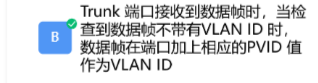 B
Trunk 端口接收到数据帧时，当检
查到数据帧不带有VLAN ID 时，
数据帧在端口加上相应的PVID 值
作为VLAN ID